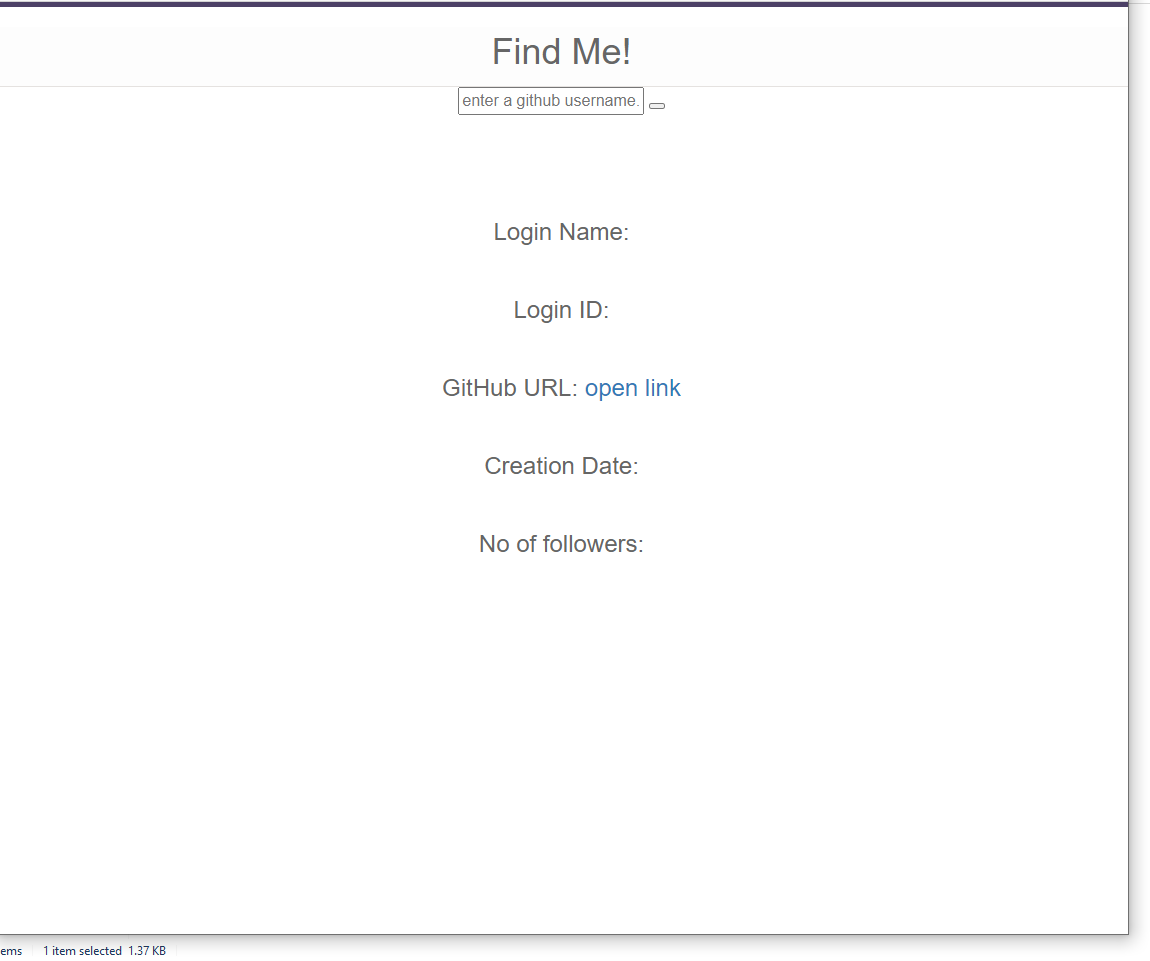 Find Me!
enter a github username.
Login Name:
Login ID:
GitHub URL: open link
Creation Date:
No of followers:
ems 1 item selected 1.37 KB